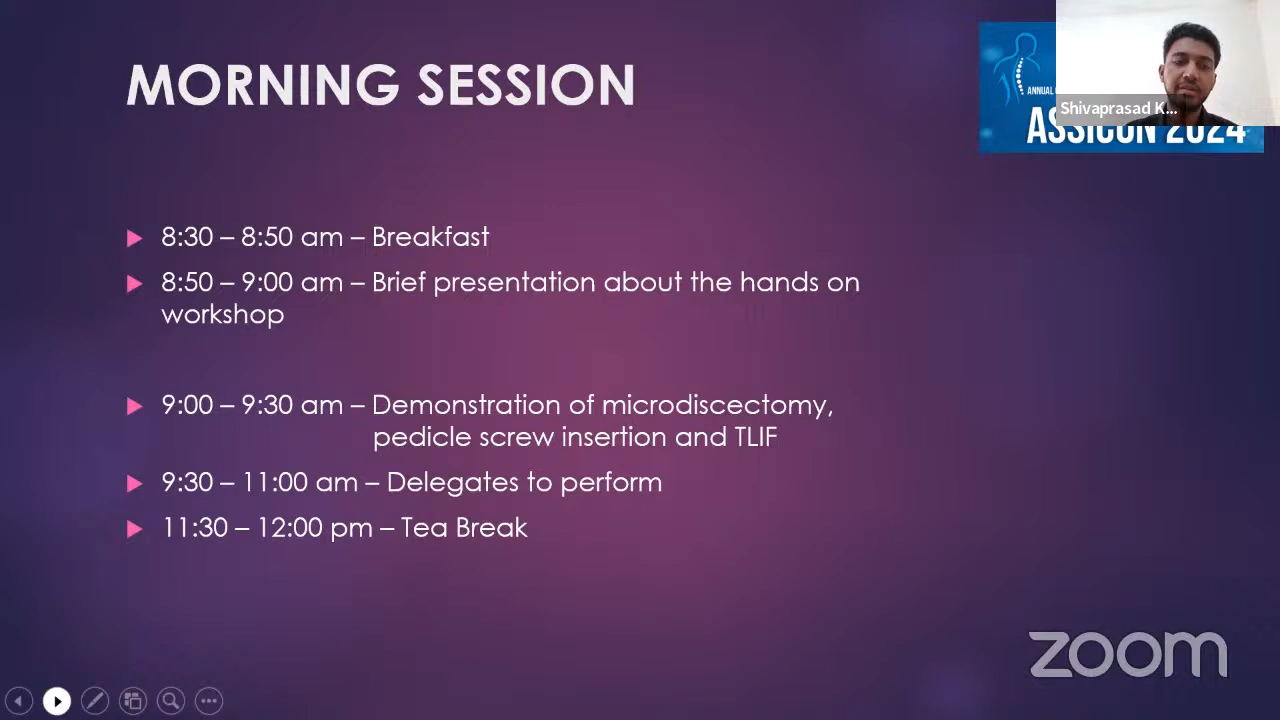 MORNING SESSION
ANNUAL
Shivaprasad K...
ASSICON 2024
8:30 – 8:50 am – Breakfast
8:50 – 9:00 am – Brief presentation about the hands on
workshop
9:00 – 9:30 am – Demonstration of microdiscectomy,
pedicle screw insertion and TLIF
9:30 – 11:00 am – Delegates to perform
11:30 – 12:00 pm – Tea Break
zoom